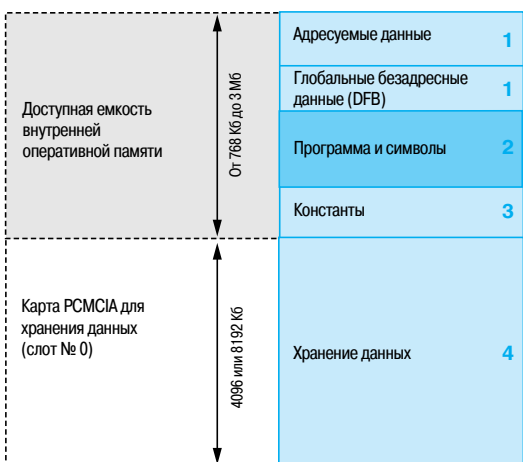 Доступная емкость
внутренней
оперативной памяти
От 768 Кб до 3 Мб
Адресуемые данные 1
Глобальные безадресные
данные (DFB) 1
Программа и символы 2
Константы 3
Карта PCMCIA для
хранения данных
(слот № 0)
4096 или 8192 Кб
Хранение данных 4